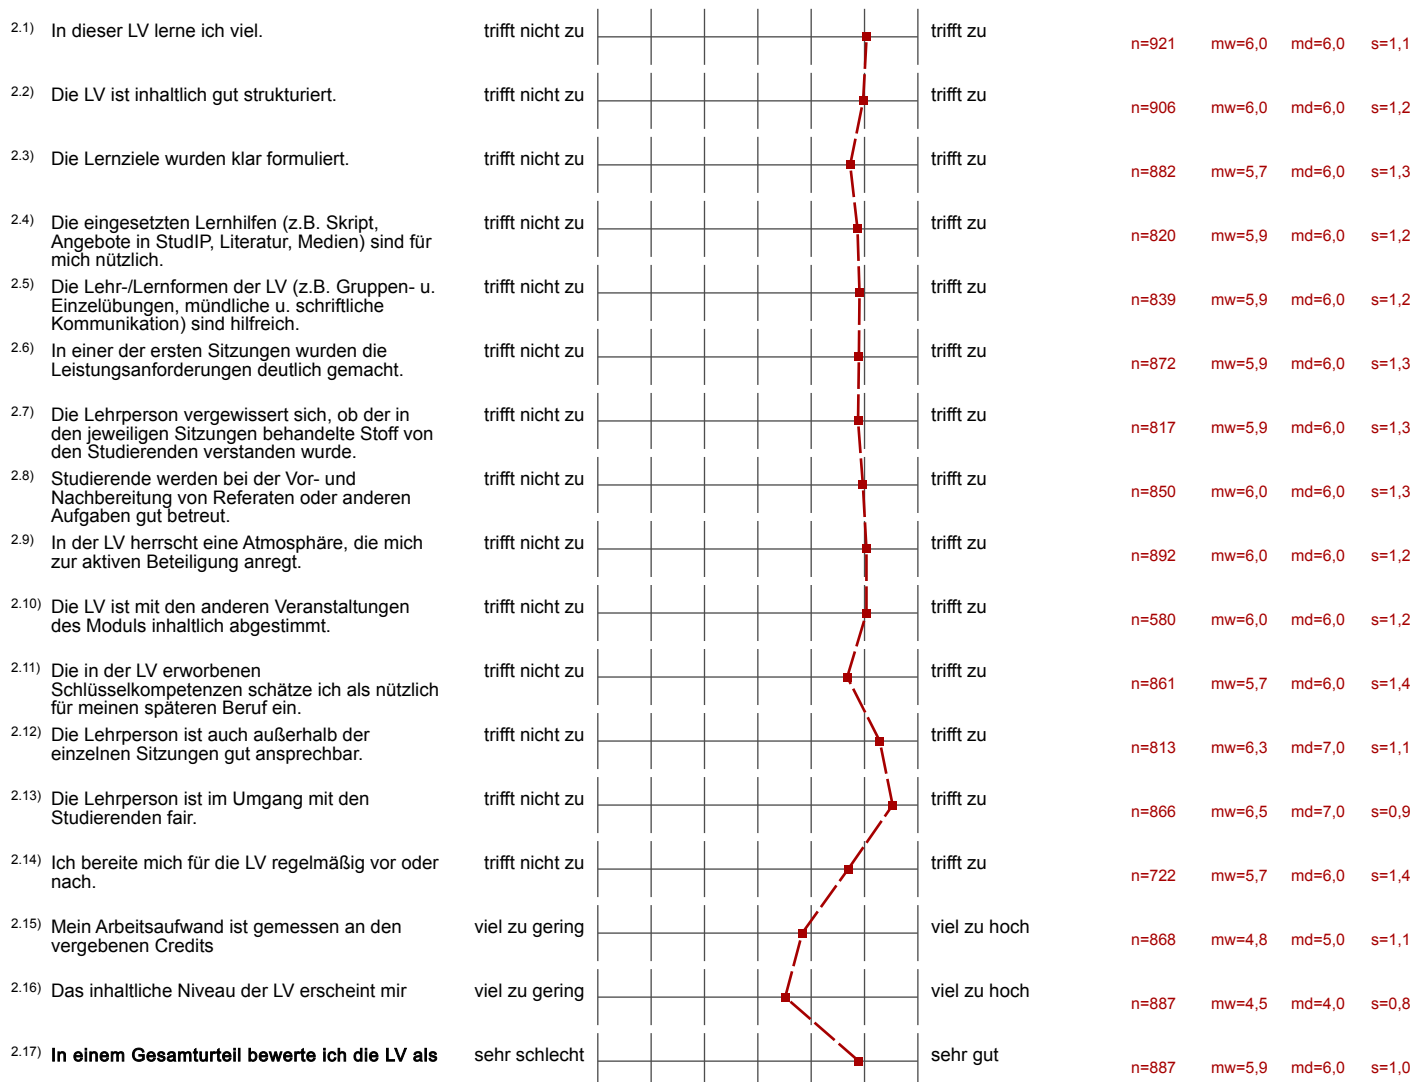 2.1) In dieser LV lerne ich viel. trifft nicht zu trifft zu n=921 mw=6,0 md=6,0 s=1,1
2.2) Die LV ist inhaltlich gut strukturiert. trifft nicht zu trifft zu n=906 mw=6,0 md=6,0 s=1,2
2.3) Die Lernziele wurden klar formuliert. trifft nicht zu trifft zu n=882 mw=5,7 md=6,0 s=1,3
2.4) Die eingesetzten Lernhilfen (z.B. Skript, trifft nicht zu trifft zu
Angebote in StudIP, Literatur, Medien) sind für n=820 mw=5,9 md=6,0 s=1,2
mich nützlich.
2.5) Die Lehr-/Lernformen der LV (z.B. Gruppen- u. trifft nicht zu trifft zu
Einzelübungen, mündliche u. schriftliche n=839 mw=5,9 md=6,0 s=1,2
Kommunikation) sind hilfreich.
2.6) In einer der ersten Sitzungen wurden die trifft nicht zu trifft zu
Leistungsanforderungen deutlich gemacht. n=872 mw=5,9 md=6,0 s=1,3
2.7) Die Lehrperson vergewissert sich, ob der in trifft nicht zu trifft zu
den jeweiligen Sitzungen behandelte Stoff von n=817 mw=5,9 md=6,0 s=1,3
den Studierenden verstanden wurde.
2.8) Studierende werden bei der Vor- und trifft nicht zu trifft zu
Nachbereitung von Referaten oder anderen n=850 mw=6,0 md=6,0 s=1,3
Aufgaben gut betreut.
2.9) In der LV herrscht eine Atmosphäre, die mich trifft nicht zu trifft zu
zur aktiven Beteiligung anregt. n=892 mw=6,0 md=6,0 s=1,2
2.10) Die LV ist mit den anderen Veranstaltungen trifft nicht zu trifft zu
des Moduls inhaltlich abgestimmt. n=580 mw=6,0 md=6,0 s=1,2
2.11) Die in der LV erworbenen trifft nicht zu trifft zu
Schlüsselkompetenzen schätze ich als nützlich n=861 mw=5,7 md=6,0 s=1,4
für meinen späteren Beruf ein.
2.12) Die Lehrperson ist auch außerhalb der trifft nicht zu trifft zu
einzelnen Sitzungen gut ansprechbar. n=813 mw=6,3 md=7,0 s=1,1
2.13) Die Lehrperson ist im Umgang mit den trifft nicht zu trifft zu
Studierenden fair. n=866 mw=6,5 md=7,0 s=0,9
2.14) Ich bereite mich für die LV regelmäßig vor oder trifft nicht zu trifft zu
nach. n=722 mw=5,7 md=6,0 s=1,4
2.15) Mein Arbeitsaufwand ist gemessen an den viel zu gering viel zu hoch
vergebenen Credits n=868 mw=4,8 md=5,0 s=1,1
2.16) Das inhaltliche Niveau der LV erscheint mir viel zu gering viel zu hoch n=887 mw=4,5 md=4,0 s=0,8
2.17) In einem Gesamturteil bewerte ich die LV als sehr schlecht sehr gut n=887 mw=5,9 md=6,0 s=1,0